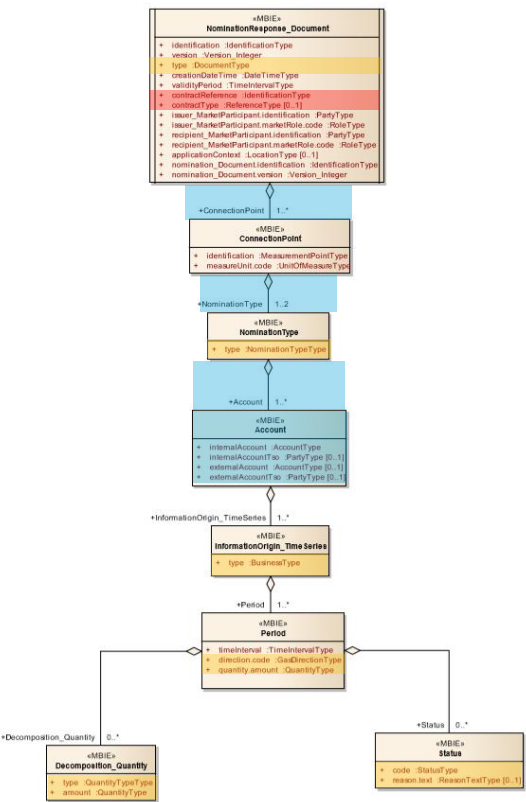 «MBIE»
NominationResponse_Document
+ identification :IdentificationType
+ version :Version_Integer
+ type :DocumentType
+ creationDateTime :DateTimeType
+ validityPeriod :TimeIntervalType
+ contractReference :IdentificationType
+ contractType :ReferenceType [0..1]
+ issuer_MarketParticipant.identification :PartyType
+ issuer_MarketParticipant.marketRole.code :RoleType
+ recipient_MarketParticipant.identification :PartyType
+ recipient_MarketParticipant.marketRole.code :RoleType
+ applicationContext :LocationType [0..1]
+ nomination_Document.identification :IdentificationType
+ nomination_Document.version :Version_Integer
+ConnectionPoint 1..*
«MBIE»
ConnectionPoint
+ identification :MeasurementPointType
+ measureUnit.code :UnitOfMeasureType
+NominationType 1..2
«MBIE»
NominationType
+ type :NominationTypeType
+Account 1..*
«MBIE»
Account
+ internalAccount :AccountType
+ internalAccountTso :PartyType [0..1]
+ externalAccount :AccountType [0..1]
+ externalAccountTso :PartyType [0..1]
+InformationOrigin_TimeSeries 1..*
«MBIE»
InformationOrigin_TimeSeries
+ type :BusinessType
+Period 1..*
«MBIE»
Period
+ timeInterval :TimeIntervalType
+ direction.code :GasDirectionType
+ quantity.amount :QuantityType
+Decomposition_Quantity 0..*
«MBIE»
Decomposition_Quantity
+ type :QuantityTypeType
+ amount :QuantityType
+Status 0..*
«MBIE»
Status
+ code :StatusType
+ reason.text :ReasonTextType [0..1]